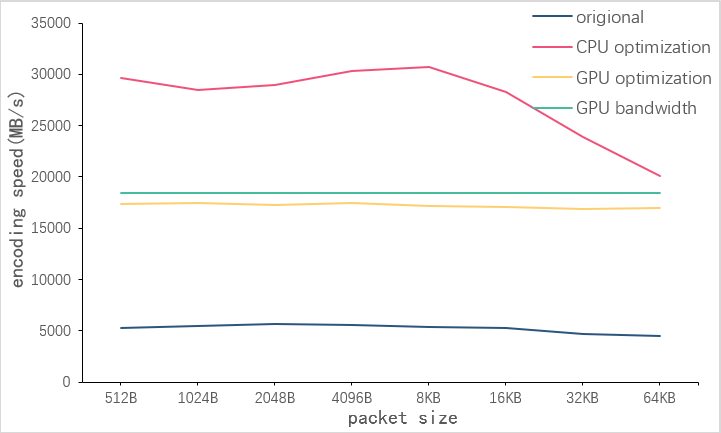 35000
30000
25000
20000
15000
10000
5000
0
encoding speed(MB/s)
origional
CPU optimization
GPU optimization
GPU bandwidth
512B 1024B 2048B 4096B 8KB 16KB 32KB 64KB
packet size